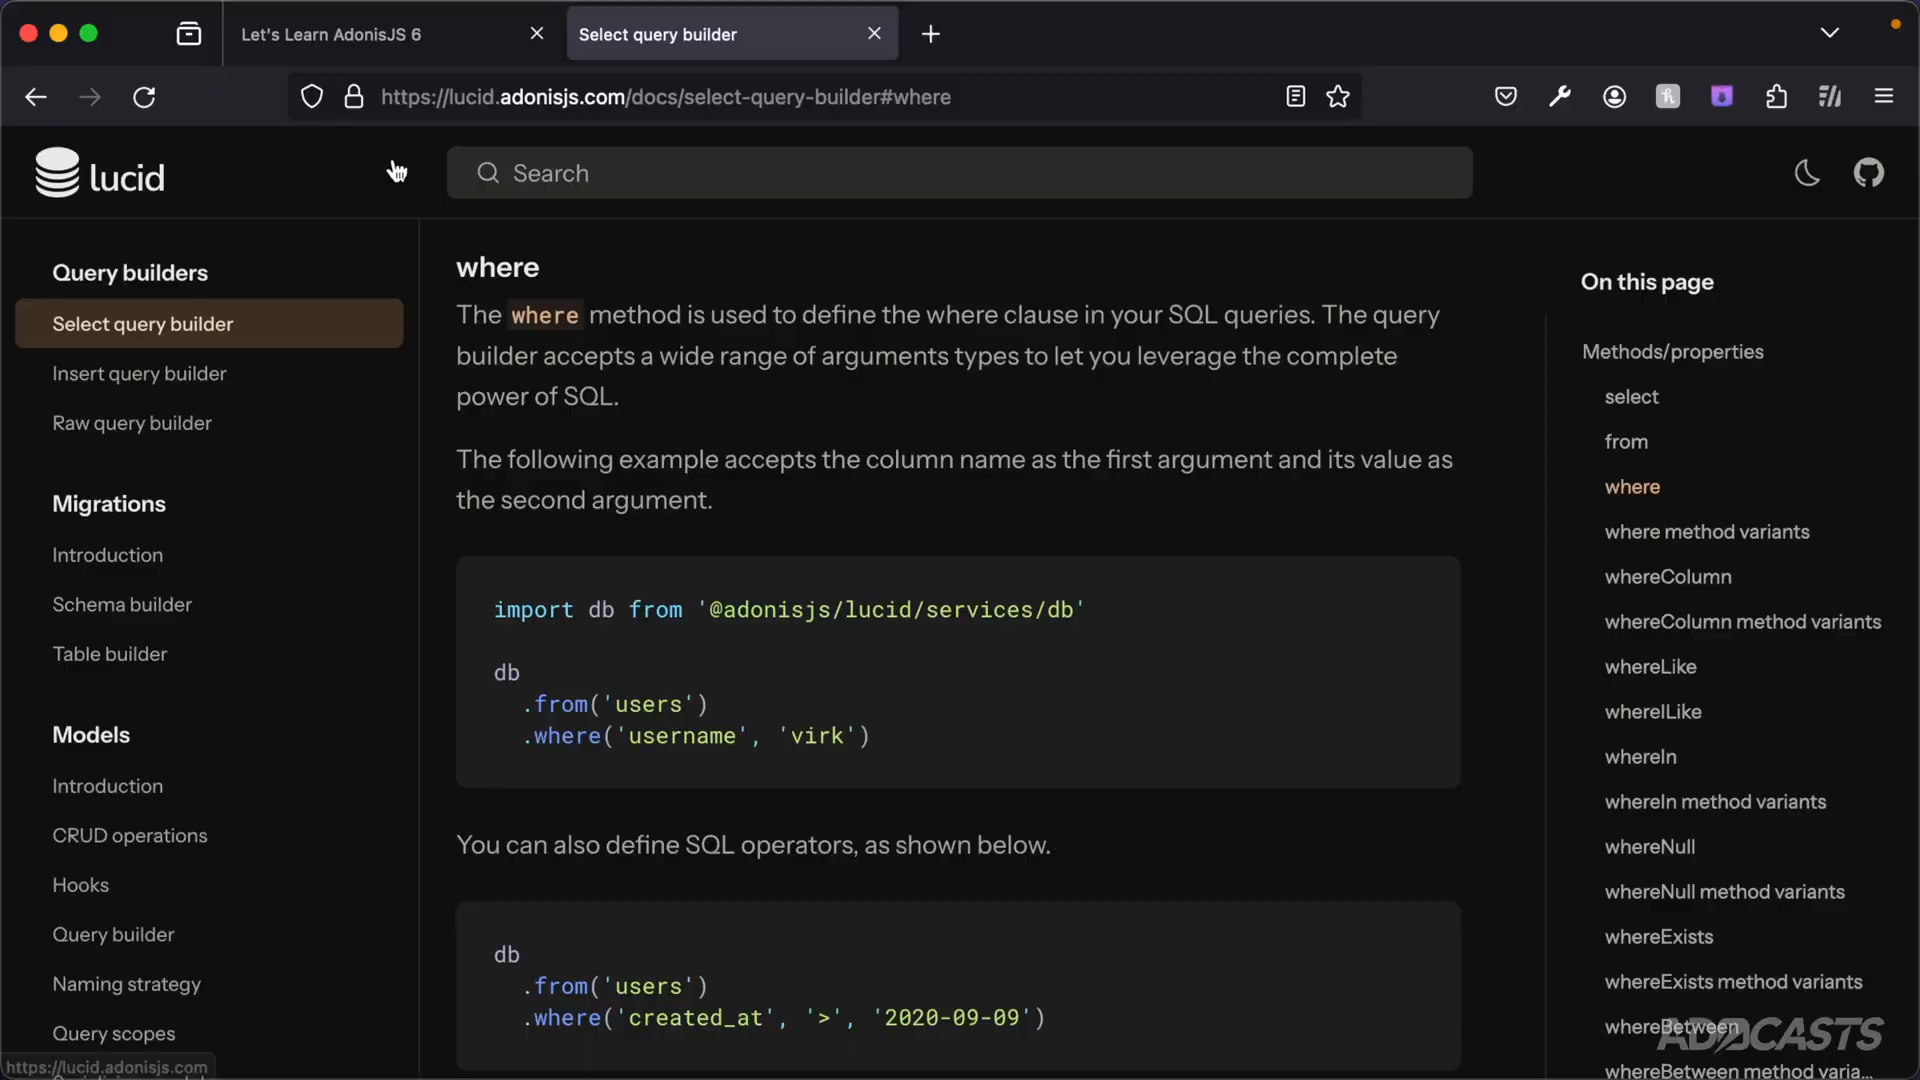 Let's Learn AdonisJS 6
Select query builder
https://lucid.adonisjs.com/docs/select-query-builder#where
lucid
Search
Query builders
Select query builder
Insert query builder
Raw query builder
Migrations
Introduction
Schema builder
Table builder
Models
Introduction
CRUD operations
Hooks
Query builder
Naming strategy
Query scopes
https://lucid.adonisjs.com
where
The where method is used to define the where clause in your SQL queries. The query
builder accepts a wide range of arguments types to let you leverage the complete
power of SQL.
The following example accepts the column name as the first argument and its value as
the second argument.
import db from '@adonisjs/lucid/services/db'
db
.from('users')
.where('username', 'virk')
You can also define SQL operators, as shown below.
db
.from('users')
.where('created_at', '>', '2020-09-09')
On this page
Methods/properties
select
from
where
where method variants
whereColumn
whereColumn method variants
whereLike
whereILike
whereIn
whereIn method variants
whereNull
whereNull method variants
whereExists
whereExists method variants
whereBetween
ADOCASTS
whereBetween method varia...